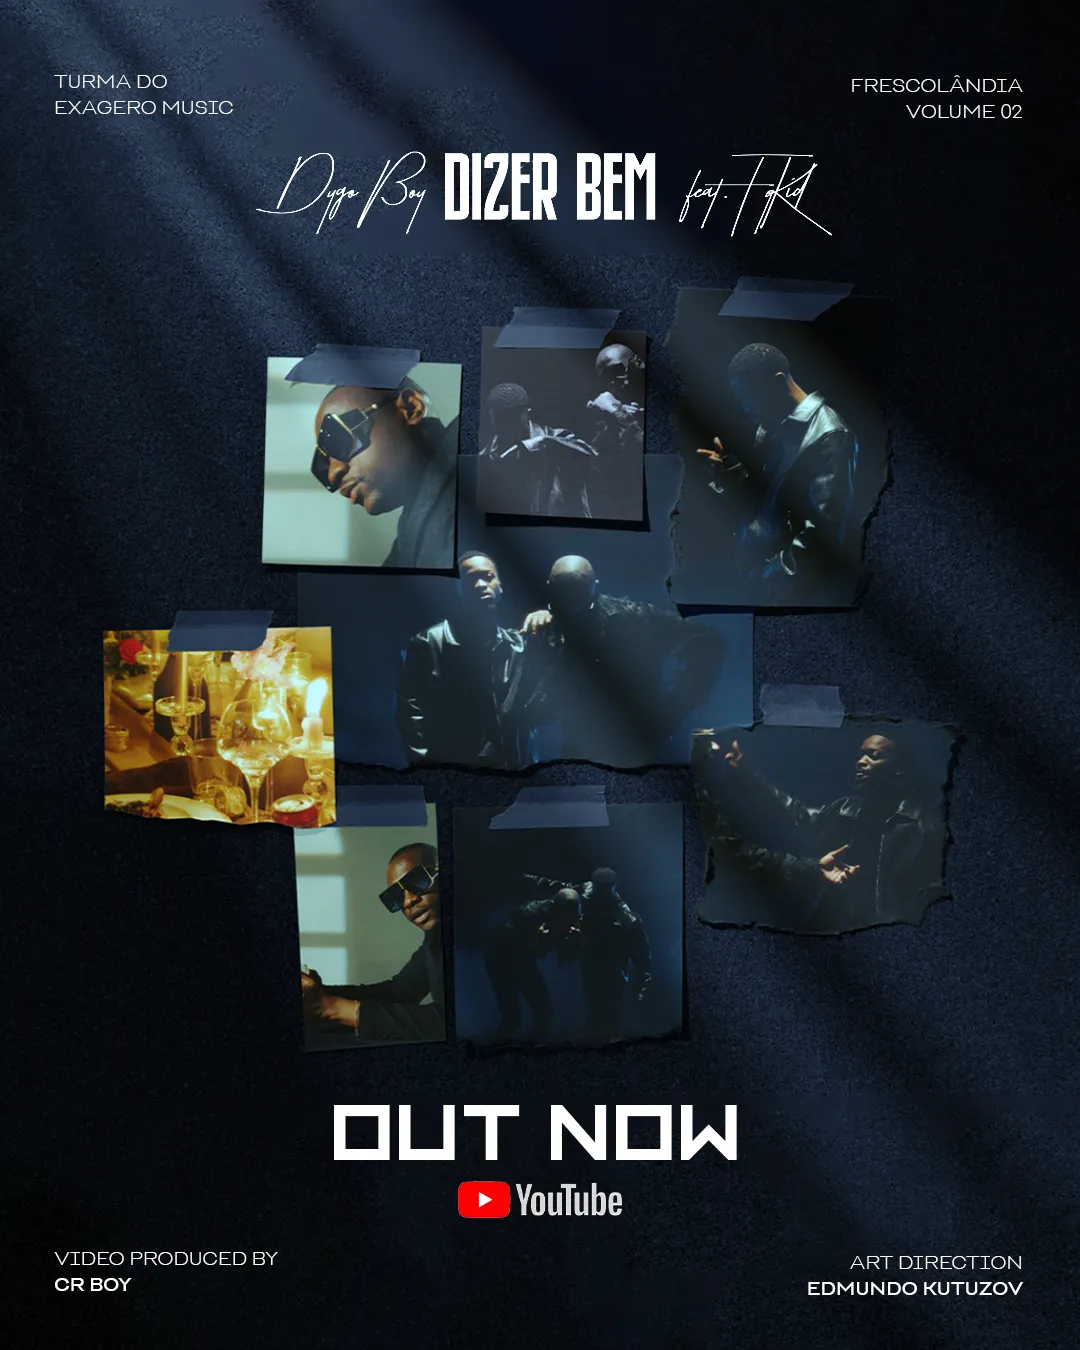 TURMA DO
EXAGERO MUSIC
FRESCOLÂNDIA
VOLUME 02
Dygo Boy DIZER BEM feat.
OUT NOW
YouTube
VIDEO PRODUCED BY
CR BOY
ART DIRECTION
EDMUNDO KUTUZOV